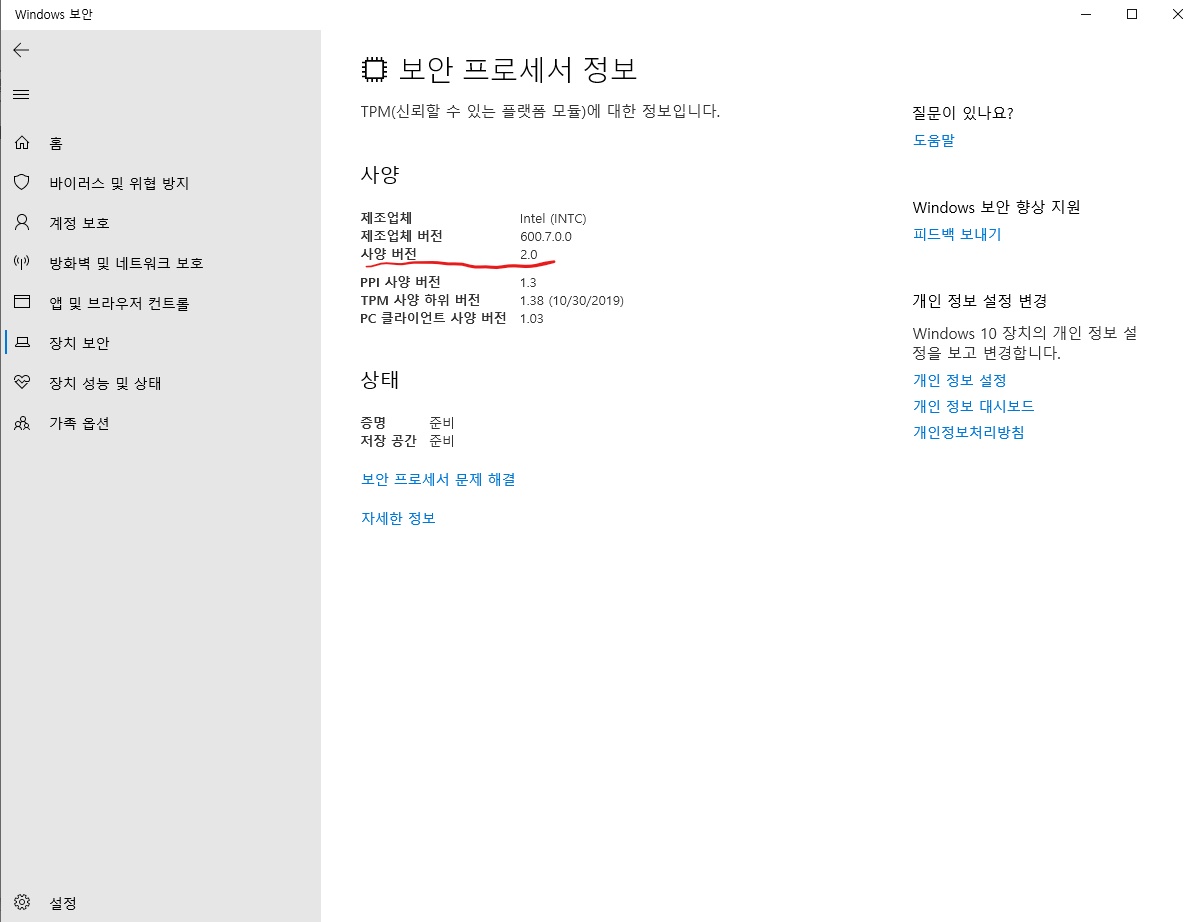 Windows 보안
홈
바이러스 및 위협 방지
계정 보호
방화벽 및 네트워크 보호
앱 및 브라우저 컨트롤
장치 보안
장치 성능 및 상태
가족 옵션
설정
보안 프로세서 정보
TPM(신뢰할 수 있는 플랫폼 모듈)에 대한 정보입니다.
사양
제조업체 Intel (INTC)
제조업체 버전 600.7.0.0
사양 버전 2.0
PPI 사양 버전 1.3
TPM 사양 하위 버전 1.38 (10/30/2019)
PC 클라이언트 사양 버전 1.03
상태
증명 준비
저장 공간 준비
보안 프로세서 문제 해결
자세한 정보
질문이 있나요?
도움말
Windows 보안 향상 지원
피드백 보내기
개인 정보 설정 변경
Windows 10 장치의 개인 정보 설
정을 보고 변경합니다.
개인 정보 설정
개인 정보 대시보드
개인정보처리방침